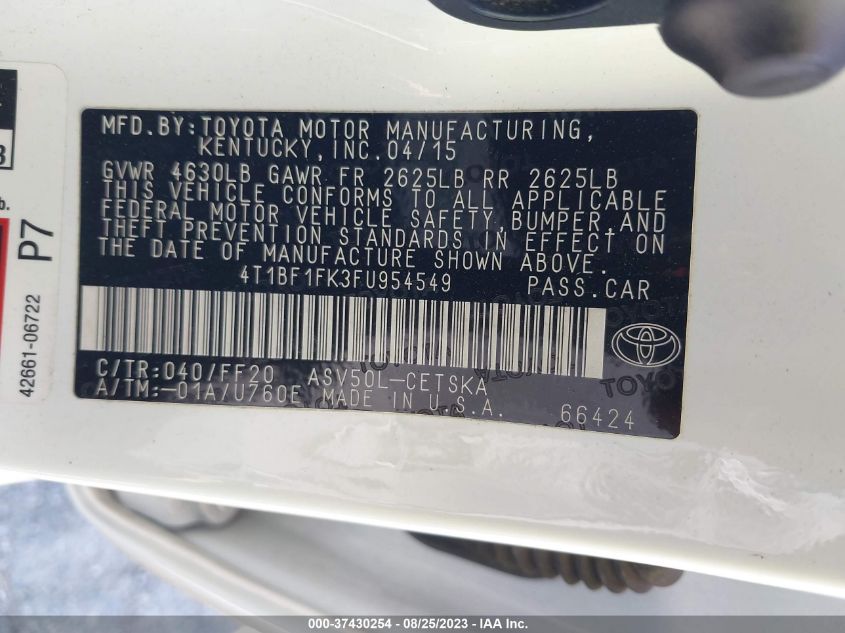 MFD.BY:TOYOTA MOTOR MANUFACTURING,
KENTUCKY,INC.04/15
GVWR 4630LB GAWR FR 2625LB RR 2625LB
THIS VEHICLE CONFORMS TO ALL APPLICABLE
FEDERAL MOTOR VEHICLE SAFETY,BUMPER,AND
THEFT PREVENTION STANDARDS IN EFFECT ON
THE DATE OF MANUFACTURE SHOWN ABOVE.
4T1BF1FK3FU954549 PASS.CAR
C/TR:040/FF20 ASV50L-CETSKA
A/TM:-01A/U760E MADE IN U.S.A.
66424
P7
42661-06722
b.
3
000-37430254 - 08/25/2023 - IAA Inc.